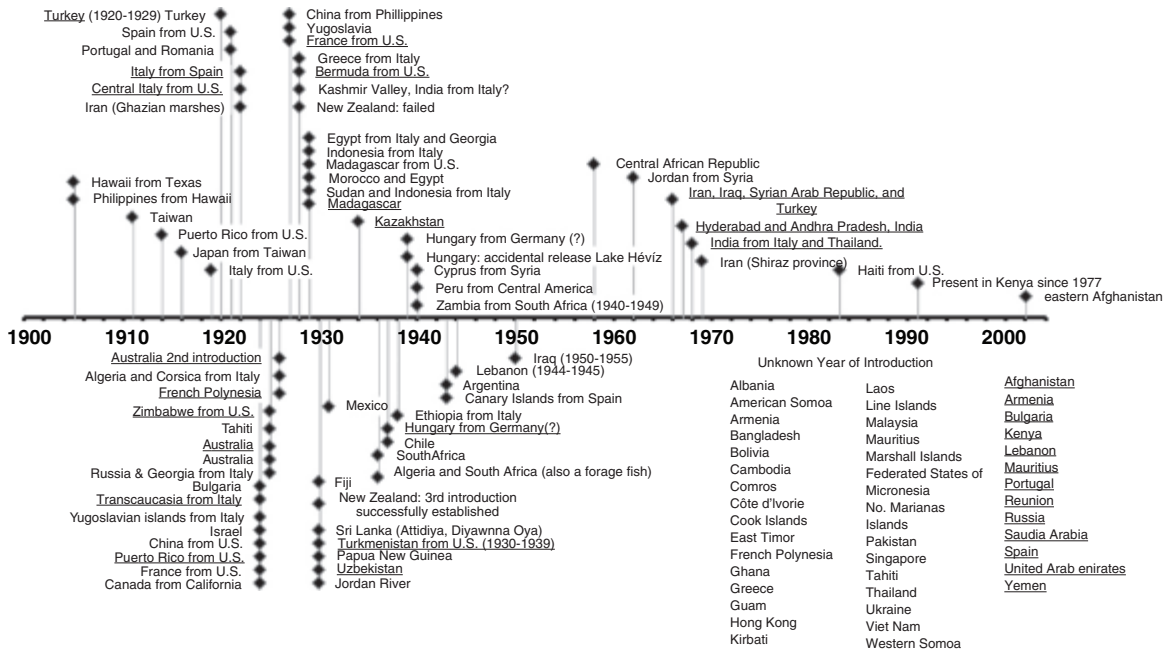 Turkey (1920-1929) Turkey
Spain from U.S.
Portugal and Romania
Italy from Spain
Central Italy from U.S.
Iran (Ghazian marshes)
China from Phillippines
Yugoslavia
France from U.S.
Greece from Italy
Bermuda from U.S.
Kashmir Valley, India from Italy?
New Zealand: failed
Egypt from Italy and Georgia
Indonesia from Italy
Madagascar from U.S.
Morocco and Egypt
Sudan and Indonesia from Italy
Madagascar
Hawaii from Texas
Philippines from Hawaii
Taiwan
Puerto Rico from U.S.
Japan from Taiwan
Italy from U.S.
Kazakhstan
Hungary from Germany (?)
Hungary: accidental release Lake Hévíz
Cyprus from Syria
Peru from Central America
Zambia from South Africa (1940-1949)
Central African Republic
Jordan from Syria
Iran, Iraq, Syrian Arab Republic, and
Turkey
Hyderabad and Andhra Pradesh, India
India from Italy and Thailand.
Iran (Shiraz province)
Haiti from U.S.
Present in Kenya since 1977
eastern Afghanistan
1900 1910 1920 1930 1940 1950 1960 1970 1980 1990 2000
Australia 2nd introduction
Algeria and Corsica from Italy
French Polynesia
Zimbabwe from U.S.
Tahiti
Australia
Australia
Russia & Georgia from Italy
Bulgaria
Transcaucasia from Italy
Yugoslavian islands from Italy
Israel
China from U.S.
Puerto Rico from U.S.
France from U.S.
Canada from California
Mexico
Fiji
New Zealand: 3rd introduction
successfully established
Sri Lanka (Attidiya, Diyawnna Oya)
Turkmenistan from U.S. (1930-1939)
Papua New Guinea
Uzbekistan
Jordan River
Iraq (1950-1955)
Lebanon (1944-1945)
Argentina
Canary Islands from Spain
Ethiopia from Italy
Hungary from Germany(?)
Chile
SouthAfrica
Algeria and South Africa (also a forage fish)
Unknown Year of Introduction
Albania
American Somoa
Armenia
Bangladesh
Bolivia
Cambodia
Comros
Côte d'Ivorie
Cook Islands
East Timor
French Polynesia
Ghana
Greece
Guam
Hong Kong
Kirbati
Laos
Line Islands
Malaysia
Mauritius
Marshall Islands
Federated States of
Micronesia
No. Marianas
Islands
Pakistan
Singapore
Tahiti
Thailand
Ukraine
Viet Nam
Western Somoa
Afghanistan
Armenia
Bulgaria
Kenya
Lebanon
Mauritius
Portugal
Reunion
Russia
Saudia Arabia
Spain
United Arab enirates
Yemen